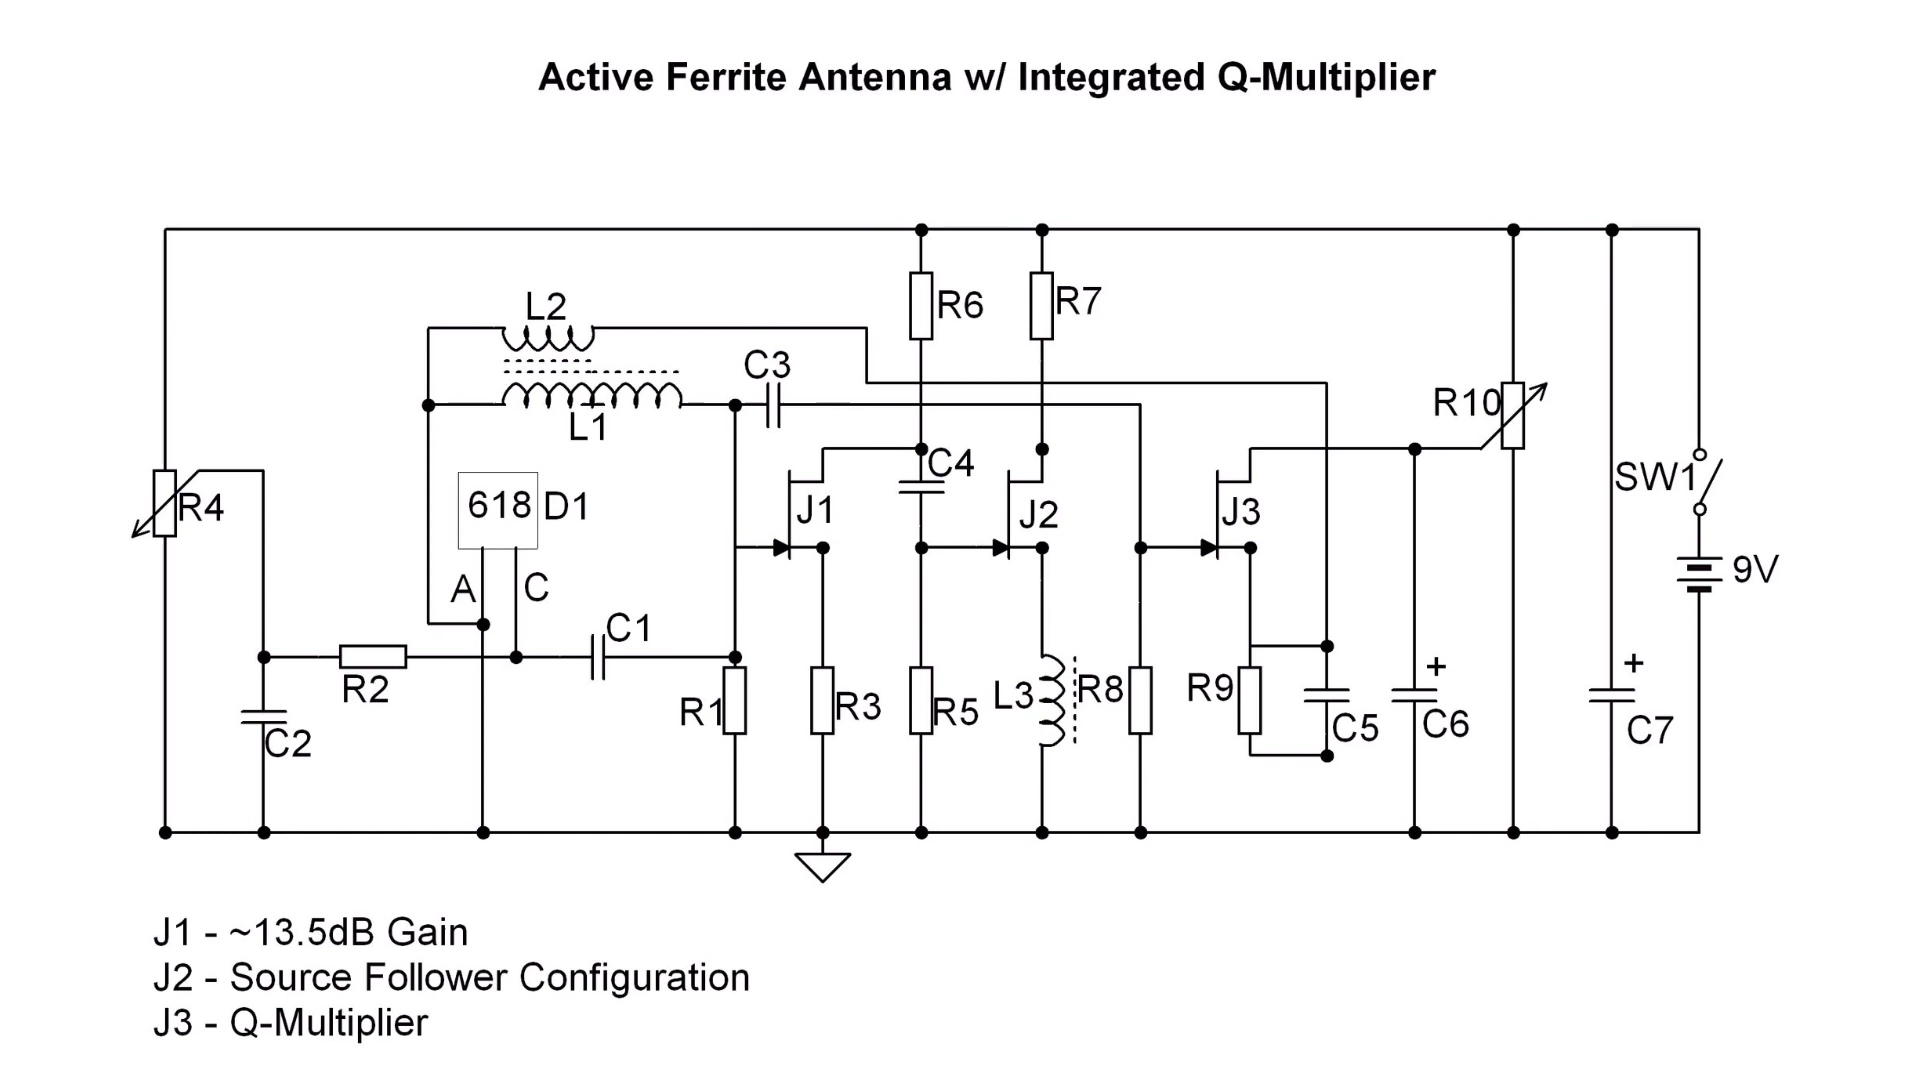 Active Ferrite Antenna w/ Integrated Q-Multiplier
L2
R6
R7
C3
R10
L1
C4
R4
618 D1
J1
J2
J3
SW1
A
C
9V
C1
+
+
R2
R1
R3
R5
L3
R8
R9
C5
C6
C7
C2
J1 - ~13.5dB Gain
J2 - Source Follower Configuration
J3 - Q-Multiplier